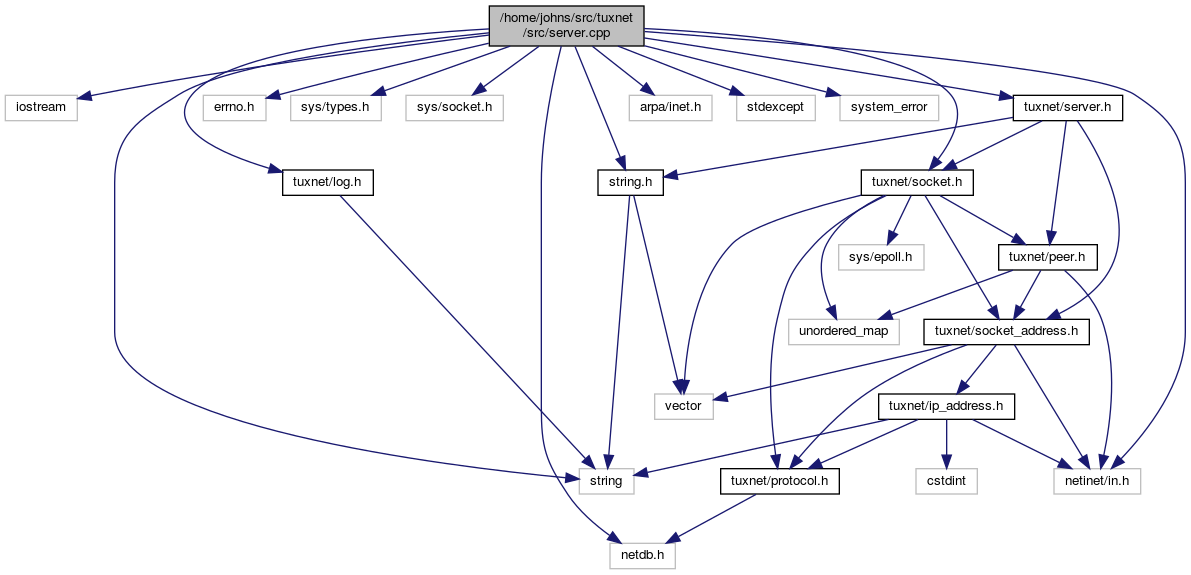 /home/johns/src/tuxnet
/src/server.cpp
iostream
errno.h
sys/types.h
sys/socket.h
arpa/inet.h
stdexcept
system_error
tuxnet/server.h
tuxnet/log.h
string.h
tuxnet/socket.h
sys/epoll.h
tuxnet/peer.h
unordered_map
tuxnet/socket_address.h
vector
tuxnet/ip_address.h
string
tuxnet/protocol.h
cstdint
netinet/in.h
netdb.h